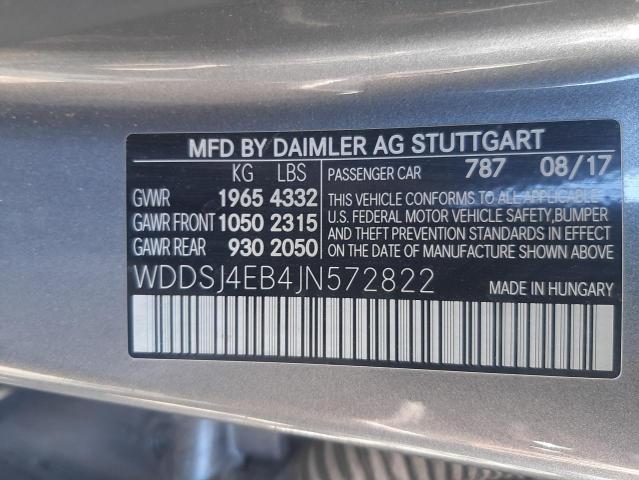 MFD BY DAIMLER AG STUTTGART
KG LBS PASSENGER CAR 787 08/17
GVWR 1965 4332
GAWR FRONT 1050 2315
GAWR REAR 930 2050
THIS VEHICLE CONFORMS TO ALL APPLICABLE
U.S. FEDERAL MOTOR VEHICLE SAFETY,BUMPER
AND THEFT PREVENTION STANDARDS IN EFFECT
ON THE DATE OF MANUFACTURE SHOWN ABOVE.
WDDSJ4EB4JN572822 MADE IN HUNGARY